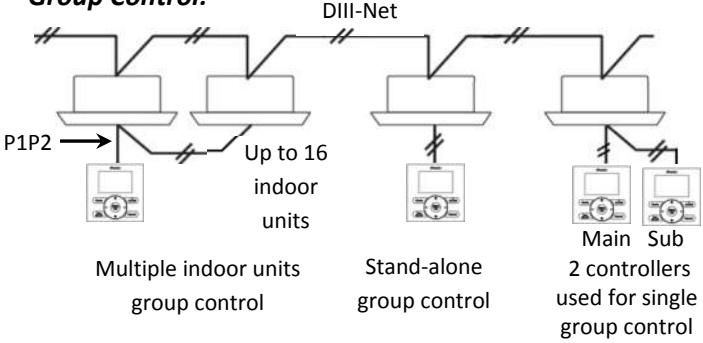 Group Control:
DIII-Net
P1P2
Up to 16
indoor
units
Multiple indoor units
group control
Stand-alone
group control
Main Sub
2 controllers
used for single
group control